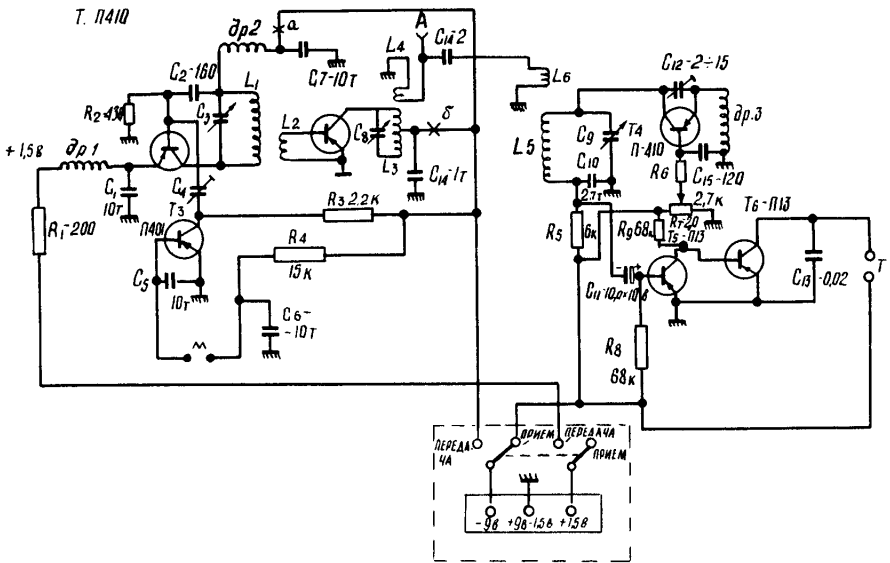 Т. П410
др2
а
А
С14-2
С2-160
L1
С7-10т
L4
L6
С12-2÷15
R2-43к
С3
L2
С8
L3
б
L5
С9
Т4
П-410
др.3
+1,5в
др1
С1
10т
С4
Т3
С14-1т
С10
2,7т
R6
С15-120
R1-200
П401
R3 2.2к
R4
15к
R5
6к
R9 68к
2,7к
R7-20
Т5-П13
Т6-П13
С5
10т
С6-
-10т
М
С11-10,0×10в
- +
С13-0,02
Т
R8
68к
ПЕРЕДА-
ЧА
ПРИЕМ
ПЕРЕДАЧА
ПРИЕМ
-9в
+9в-1,5в
+1,5в